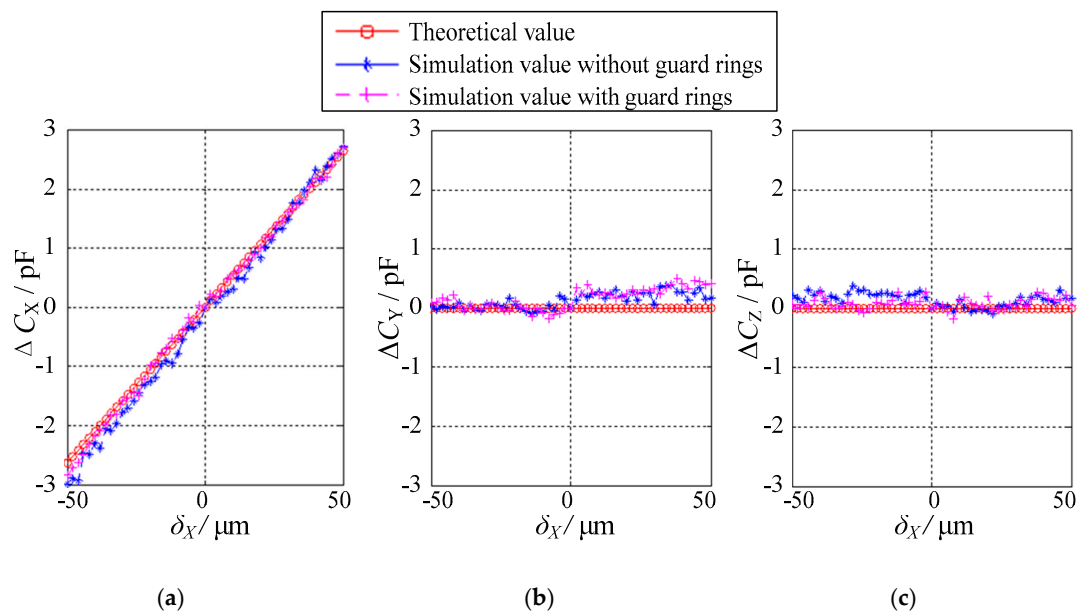 Theoretical value
Simulation value without guard rings
Simulation value with guard rings
3
2
1
0
-1
-2
-3
-50
0
50
Δ C_X / pF
δ_X / μm
(a)
3
2
1
0
-1
-2
-3
-50
0
50
ΔC_Y / pF
δ_X / μm
(b)
3
2
1
0
-1
-2
-3
-50
0
50
ΔC_Z / pF
δ_X / μm
(c)